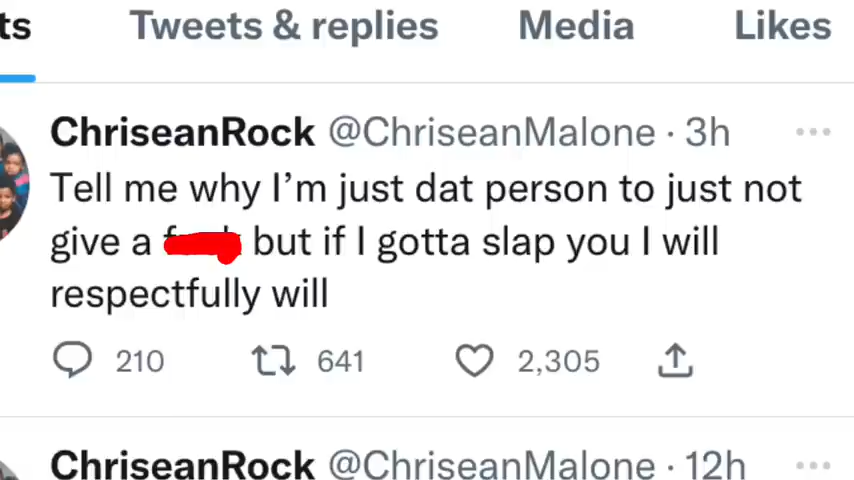 ts Tweets & replies Media Likes
ChriseanRock @ChriseanMalone · 3h
Tell me why I'm just dat person to just not
give a but if I gotta slap you I will
respectfully will
210 641 2,305
ChriseanRock @ChriseanMalone · 12h